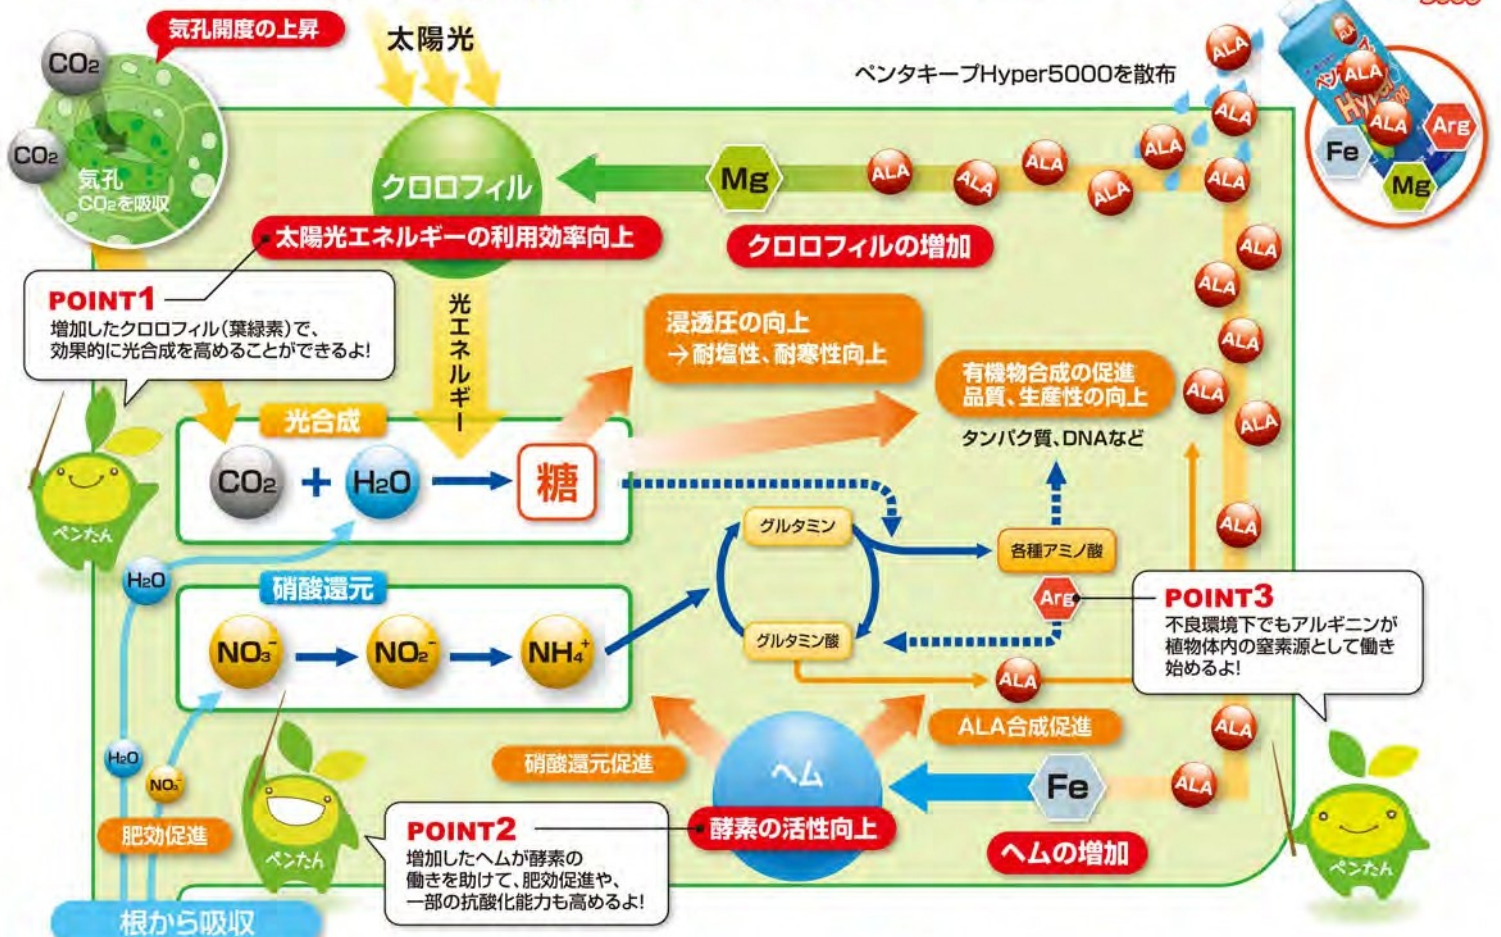 気孔開度の上昇
太陽光
ペンタキープHyper5000を散布
CO₂
CO₂
気孔
CO₂を吸収
クロロフィル
Mg
ALA
ALA
ALA
ALA
ALA
ALA
ALA
ALA
ALA
ALA
Hyper
Fe
Mg
Arg
太陽光エネルギーの利用効率向上
クロロフィルの増加
ALA
ALA
ALA
ALA
ALA
ALA
POINT1
増加したクロロフィル(葉緑素)で、
効果的に光合成を高めることができるよ!
光エネルギー
浸透圧の向上
→耐塩性、耐寒性向上
有機物合成の促進
品質、生産性の向上
タンパク質、DNAなど
光合成
CO₂ + H₂O
糖
ペンたん
グルタミン
各種アミノ酸
Arg
グルタミン酸
ALA
H₂O
硝酸還元
NO₃⁻
NO₂⁻
NH₄⁺
POINT3
不良環境下でもアルギニンが
植物体内の窒素源として働き
始めるよ!
硝酸還元促進
ALA合成促進
ヘム
Fe
ALA
ALA
酵素の活性向上
ヘムの増加
H₂O
NO₃⁻
肥効促進
ペンたん
POINT2
増加したヘムが酵素の
働きを助けて、肥効促進や、
一部の抗酸化能力も高めるよ!
ペンたん
根から吸収